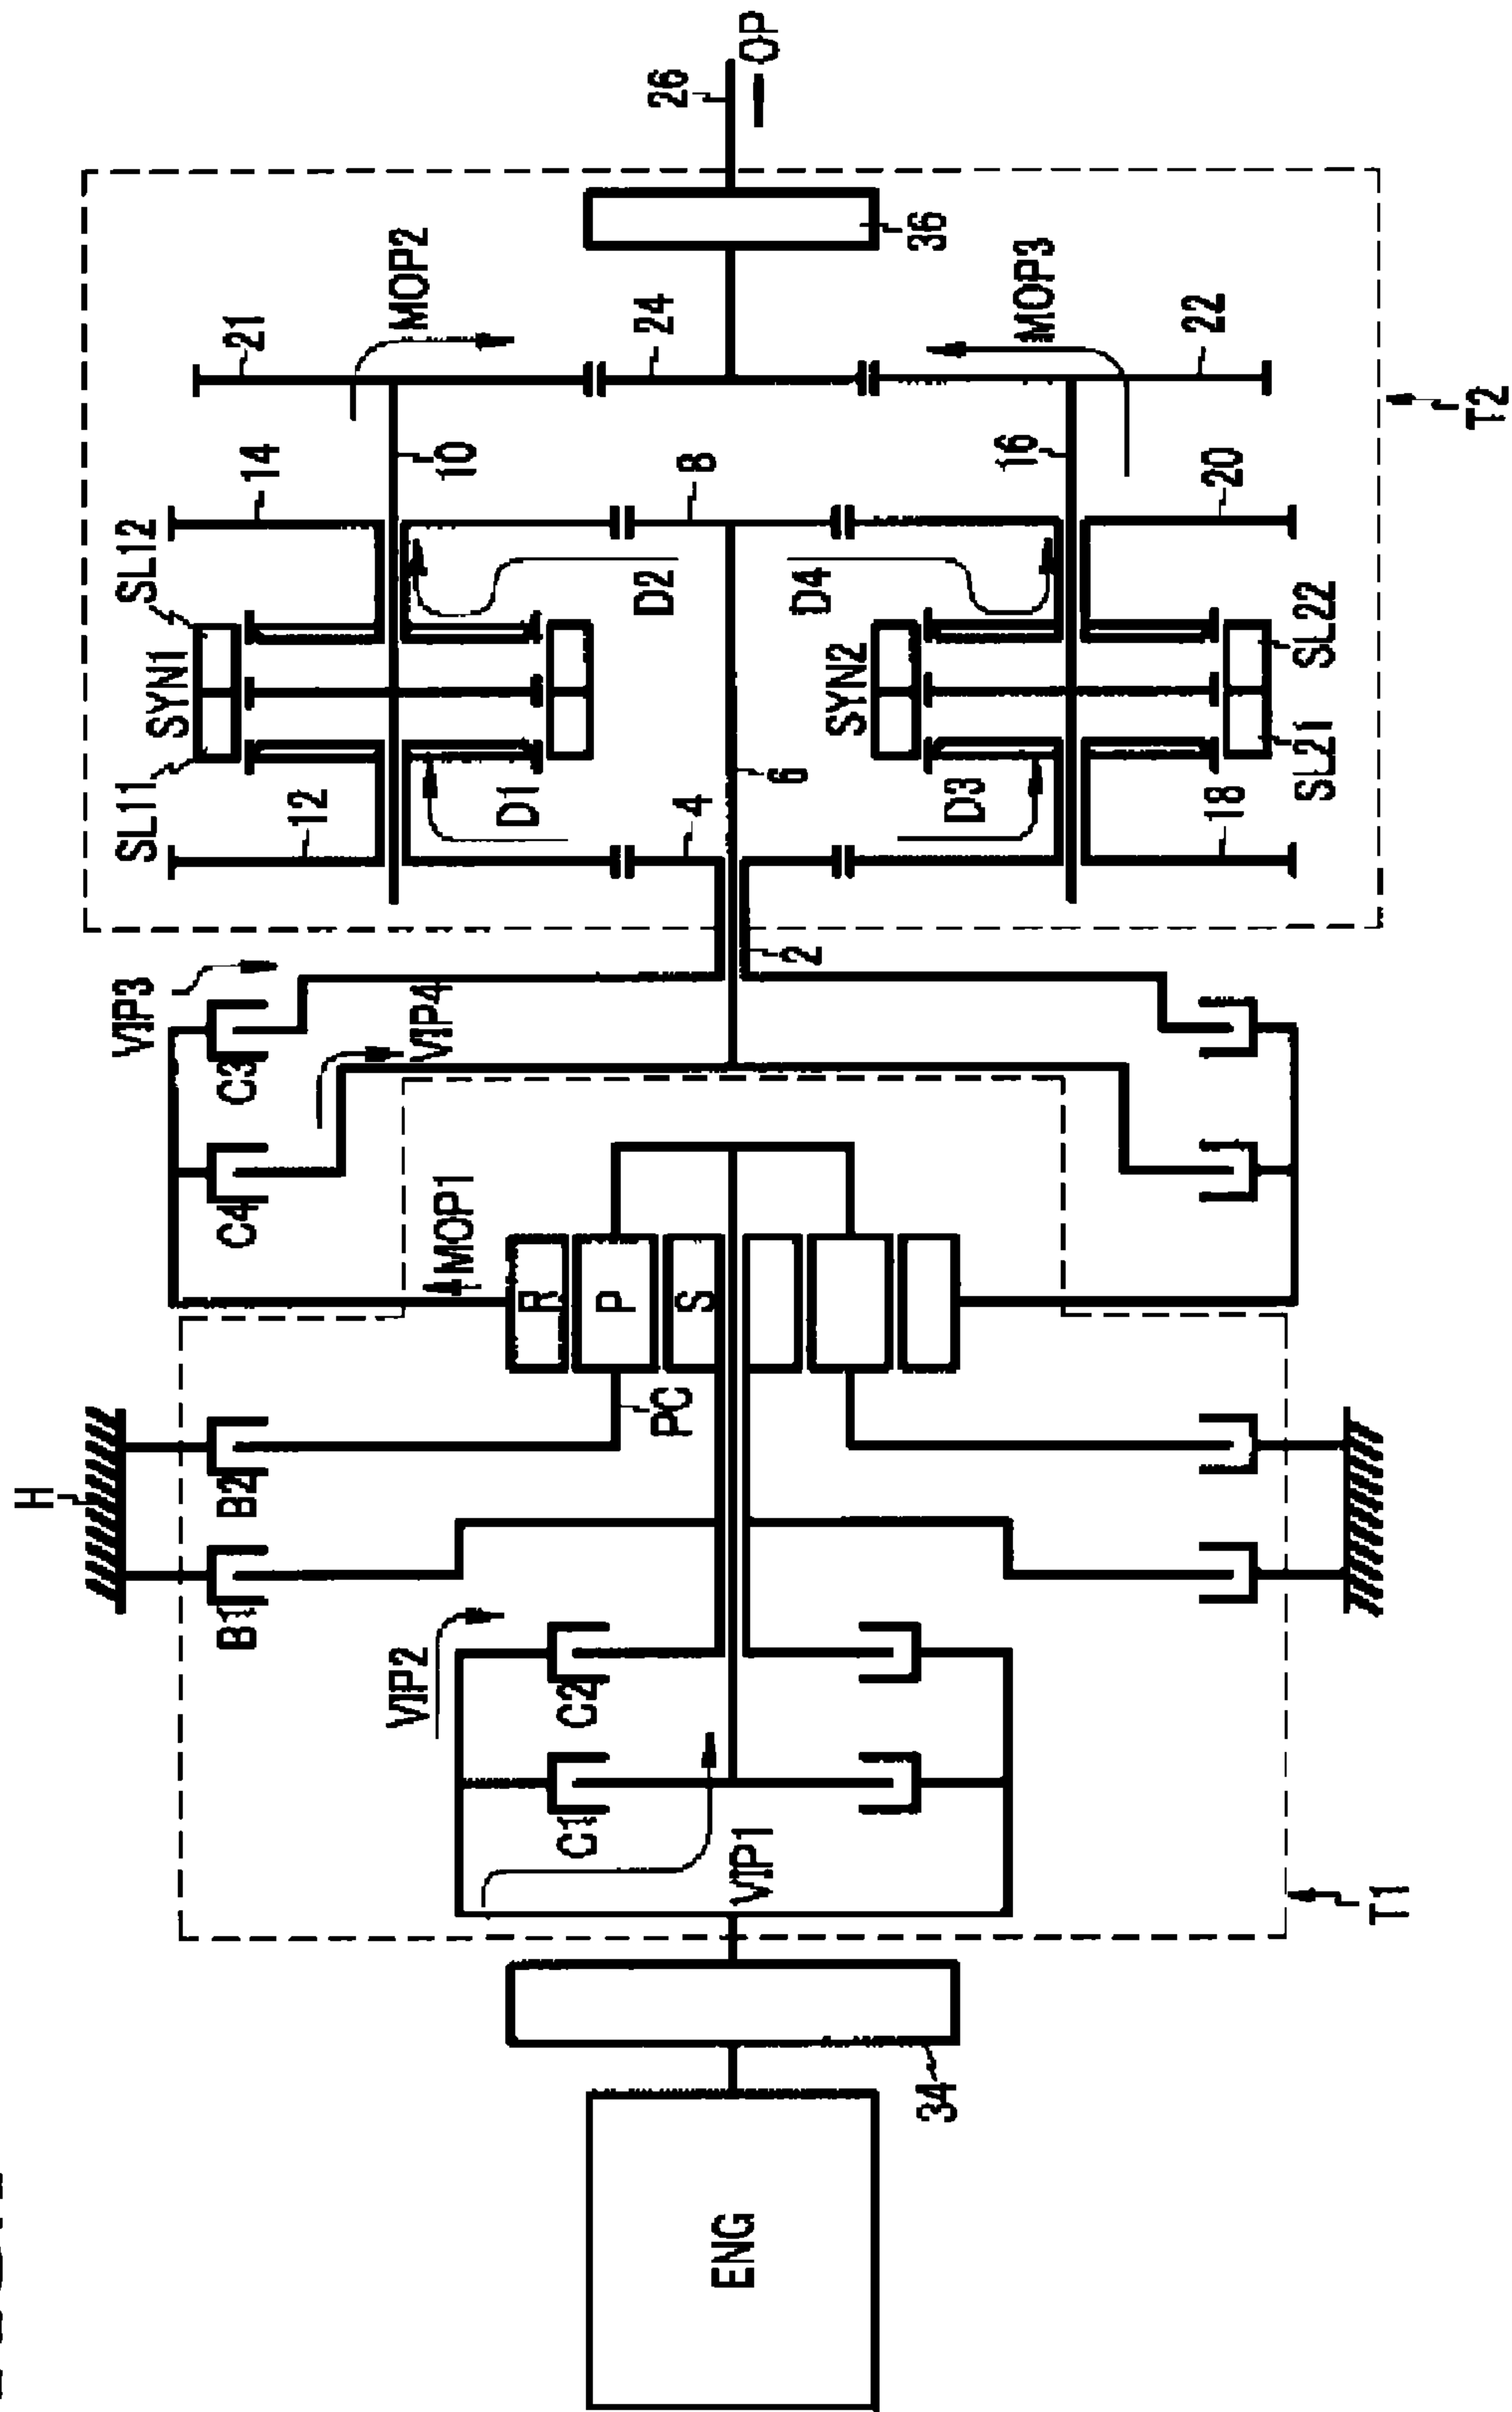 H
VIP3
SL11
SL12
SYN1
B1
B2
C4
C3
14
21
12
VIP2
VIP4
MOP2
MOP1
10
D1
R
C1
C2
P
D2
24
PC
26
S
4
8
ENG
VIP1
OP
6
2
D4
SYN2
34
36
D3
16
MOP3
18
20
22
SL21
SL22
T1
T2